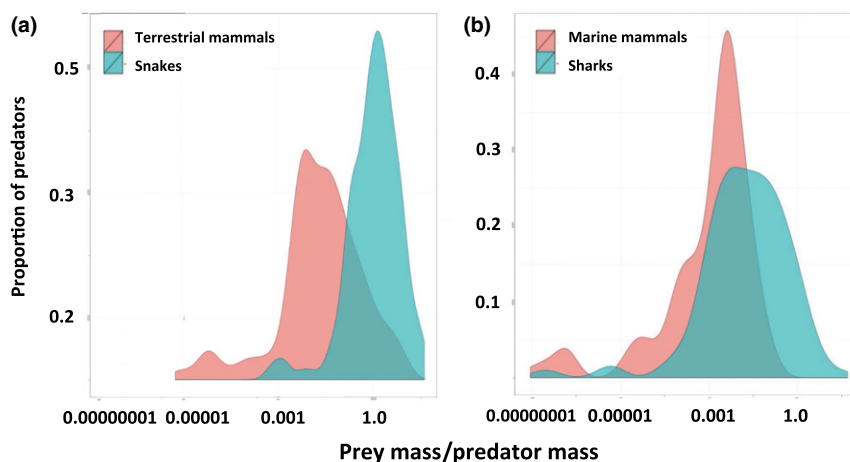 (a)
Terrestrial mammals
Snakes
0.5
0.3
0.2
Proportion of predators
0.00000001 0.00001 0.001 1.0
(b)
Marine mammals
Sharks
0.4
0.3
0.2
0.1
0.00000001 0.00001 0.001 1.0
Prey mass/predator mass